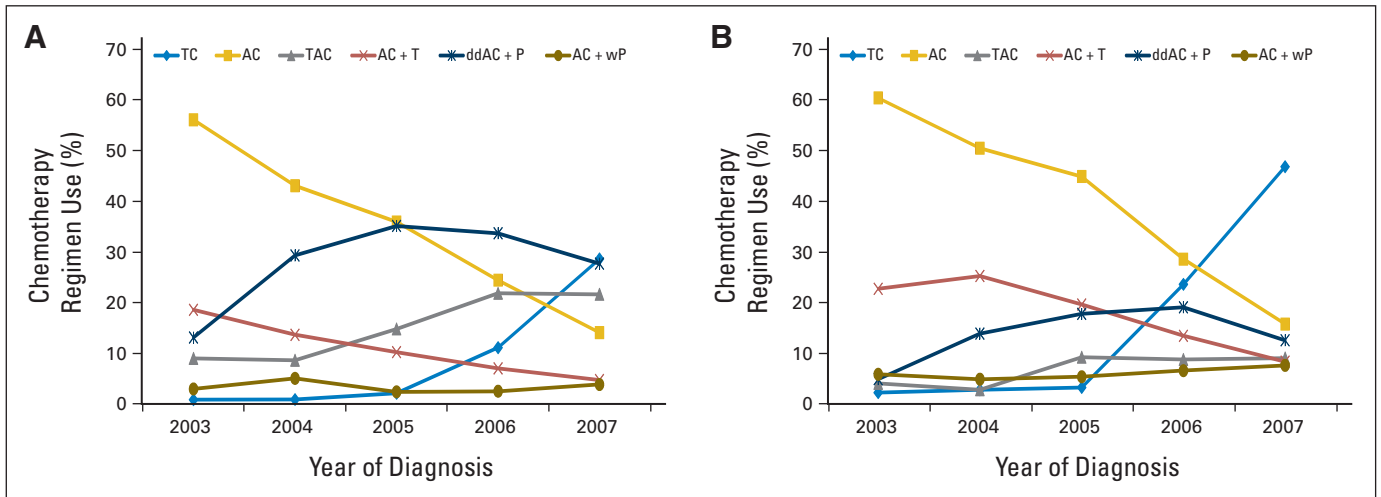 A
TC AC TAC AC + T ddAC + P AC + wP
70
60
50
40
30
20
10
0
Chemotherapy
Regimen Use (%)
2003 2004 2005 2006 2007
Year of Diagnosis
B
TC AC TAC AC + T ddAC + P AC + wP
70
60
50
40
30
20
10
0
Chemotherapy
Regimen Use (%)
2003 2004 2005 2006 2007
Year of Diagnosis